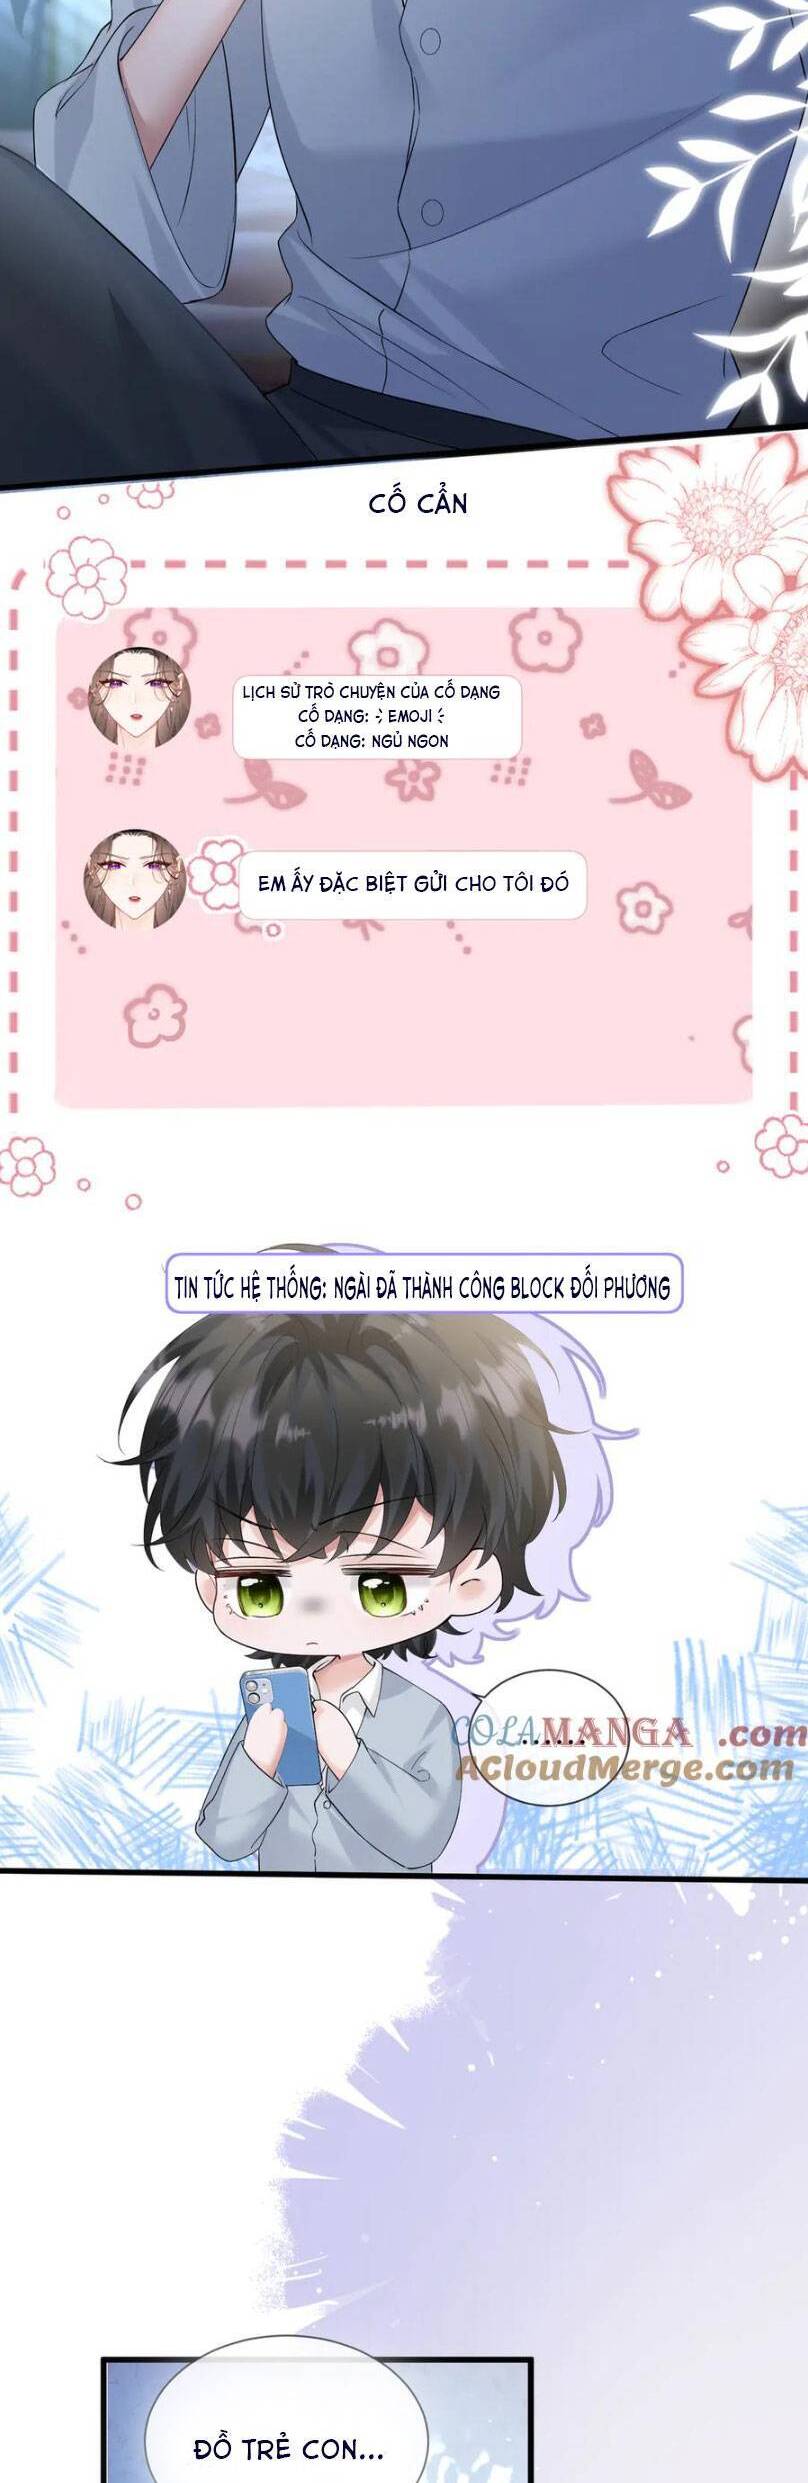 CỐ CẨN
LỊCH SỬ TRÒ CHUYỆN CỦA CỐ DẠNG
CỐ DẠNG: EMOJI
CỐ DẠNG: NGỦ NGON
EM ẤY ĐẶC BIỆT GỬI CHO TÔI ĐÓ
TIN TỨC HỆ THỐNG: NGÀI ĐÃ THÀNH CÔNG BLOCK ĐỐI PHƯƠNG
COLAMANGA.com
.......
ACloudMerge.com
ĐỒ TRẺ CON...